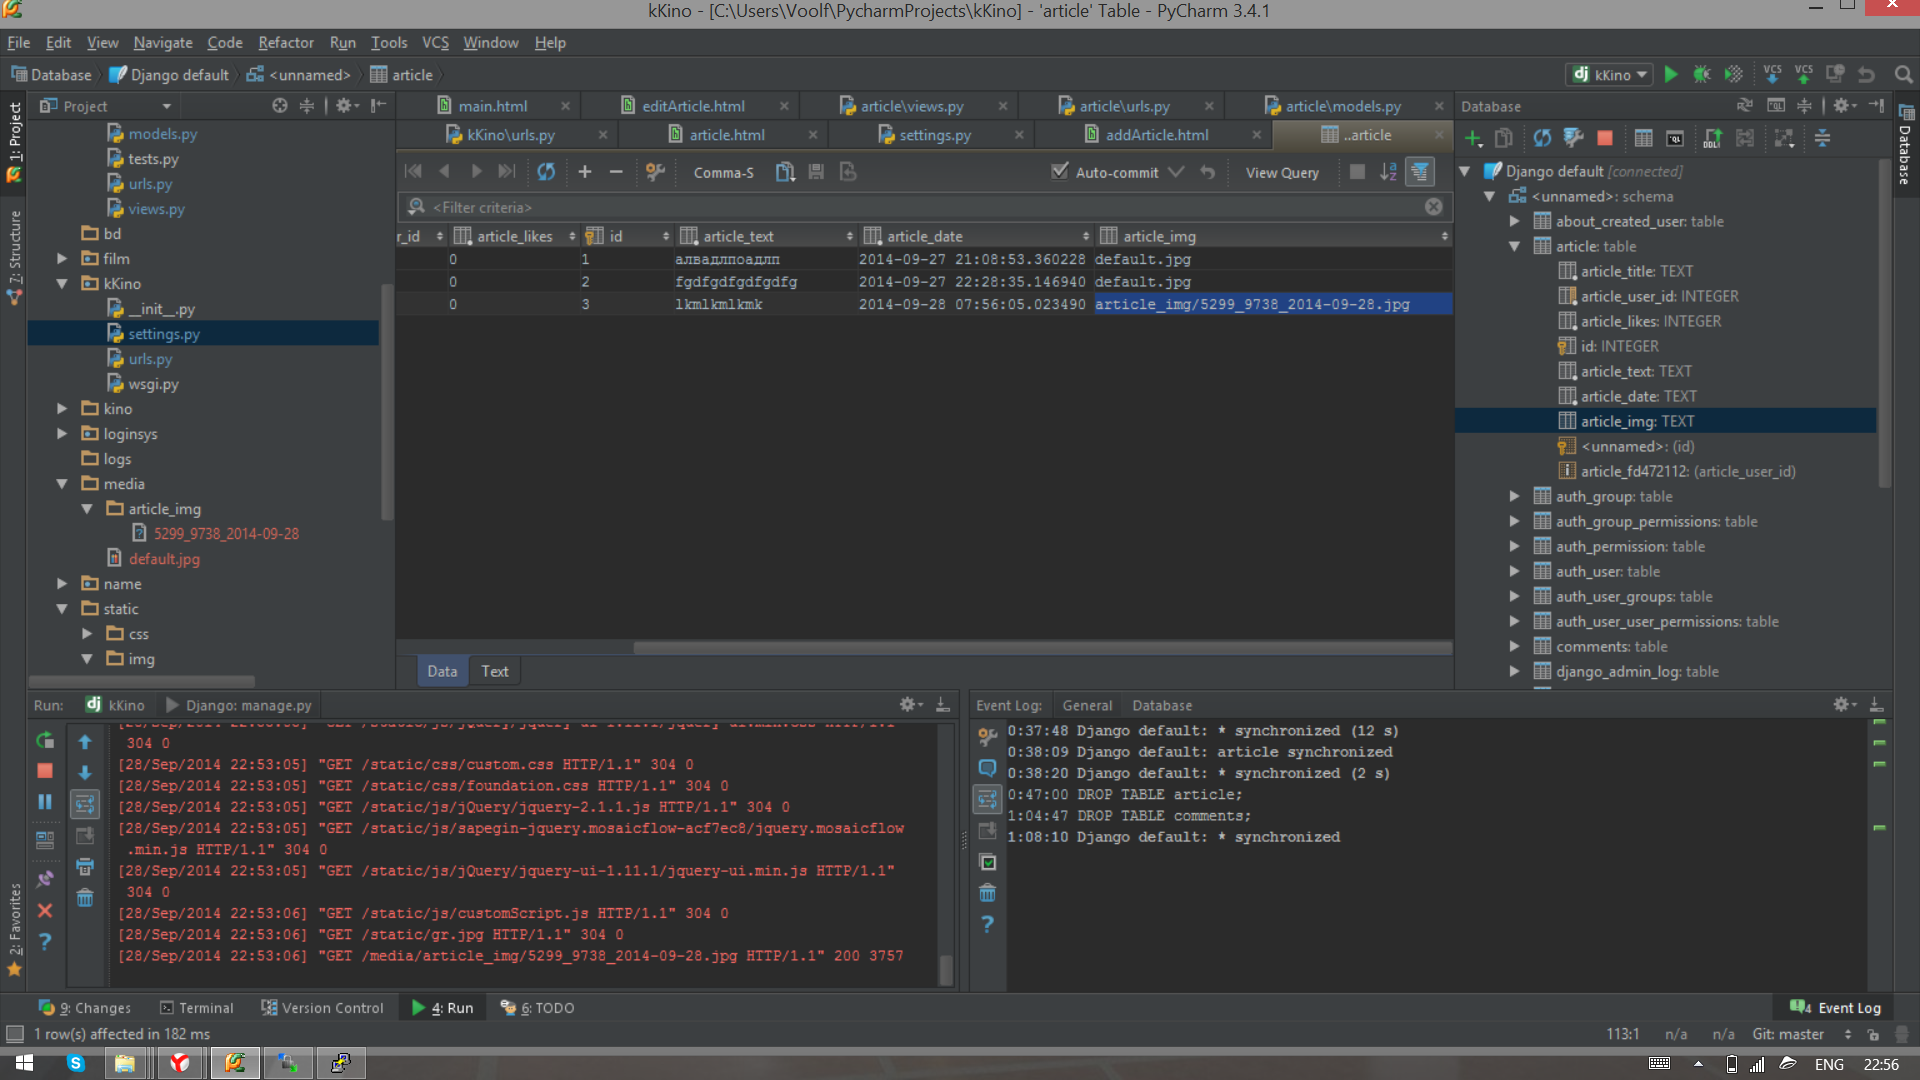 kKino - [C:\Users\Voolf\PycharmProjects\kKino] - 'article' Table - PyCharm 3.4.1
File Edit View Navigate Code Refactor Run Tools VCS Window Help
Database Django default <unnamed> article
kKino
VCS VCS
1: Project
7: Structure
2: Favorites
Project
models.py
tests.py
urls.py
views.py
bd
film
kKino
__init__.py
settings.py
urls.py
wsgi.py
kino
loginsys
logs
media
article_img
5299_9738_2014-09-28
default.jpg
name
static
css
img
main.html editArticle.html article\views.py article\urls.py article\models.py
kKino\urls.py article.html settings.py addArticle.html ..article
Comma-S Auto-commit View Query
<Filter criteria>
r_id article_likes id article_text article_date article_img
0 1 алвадлпоадлп 2014-09-27 21:08:53.360228 default.jpg
0 2 fgdfgdfgdfgdfg 2014-09-27 22:28:35.146940 default.jpg
0 3 lkmlkmlkmk 2014-09-28 07:56:05.023490 article_img/5299_9738_2014-09-28.jpg
Data Text
Database
Database
Django default [connected]
<unnamed>: schema
about_created_user: table
article: table
article_title: TEXT
article_user_id: INTEGER
article_likes: INTEGER
id: INTEGER
article_text: TEXT
article_date: TEXT
article_img: TEXT
<unnamed>: (id)
article_fd472112: (article_user_id)
auth_group: table
auth_group_permissions: table
auth_permission: table
auth_user: table
auth_user_groups: table
auth_user_user_permissions: table
comments: table
django_admin_log: table
Run: kKino Django: manage.py
304 0
[28/Sep/2014 22:53:05] "GET /static/css/custom.css HTTP/1.1" 304 0
[28/Sep/2014 22:53:05] "GET /static/css/foundation.css HTTP/1.1" 304 0
[28/Sep/2014 22:53:05] "GET /static/js/jQuery/jquery-2.1.1.js HTTP/1.1" 304 0
[28/Sep/2014 22:53:05] "GET /static/js/sapegin-jquery.mosaicflow-acf7ec8/jquery.mosaicflow
.min.js HTTP/1.1" 304 0
[28/Sep/2014 22:53:05] "GET /static/js/jQuery/jquery-ui-1.11.1/jquery-ui.min.js HTTP/1.1"
304 0
[28/Sep/2014 22:53:06] "GET /static/js/customScript.js HTTP/1.1" 304 0
[28/Sep/2014 22:53:06] "GET /static/gr.jpg HTTP/1.1" 304 0
[28/Sep/2014 22:53:06] "GET /media/article_img/5299_9738_2014-09-28.jpg HTTP/1.1" 200 3757
Event Log: General Database
0:37:48 Django default: * synchronized (12 s)
0:38:09 Django default: article synchronized
0:38:20 Django default: * synchronized (2 s)
0:47:00 DROP TABLE article;
1:04:47 DROP TABLE comments;
1:08:10 Django default: * synchronized
9: Changes Terminal Version Control 4: Run 6: TODO 4 Event Log
1 row(s) affected in 182 ms 113:1 n/a n/a Git: master
ENG 22:56